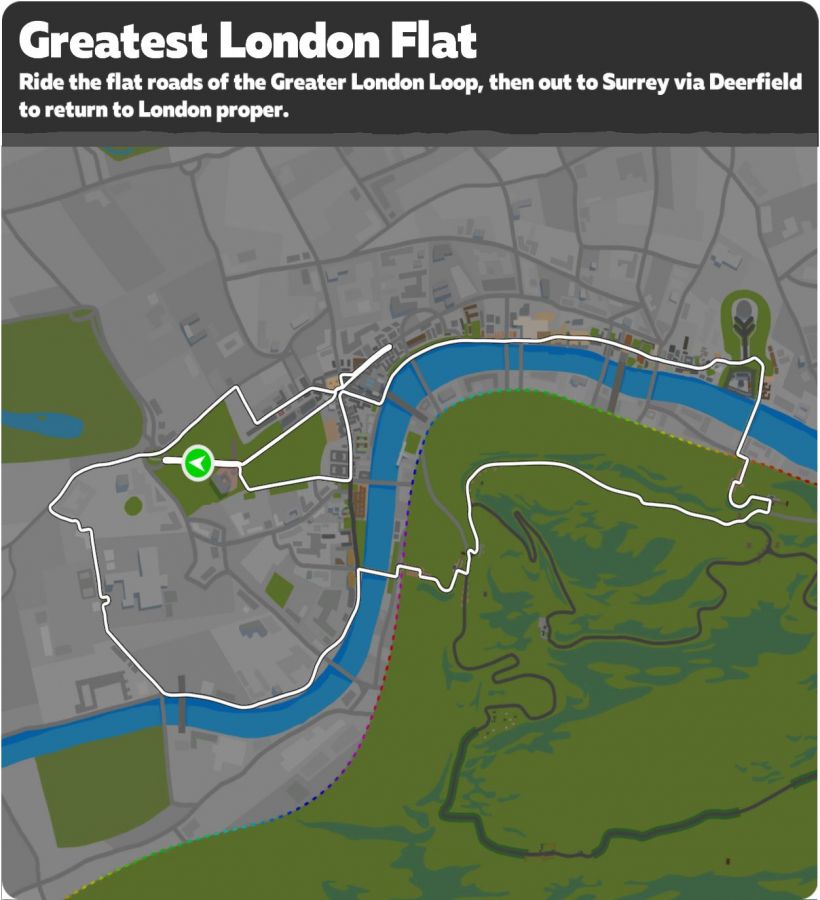 Greatest London Flat
Ride the flat roads of the Greater London Loop, then out to Surrey via Deerfield
to return to London proper.